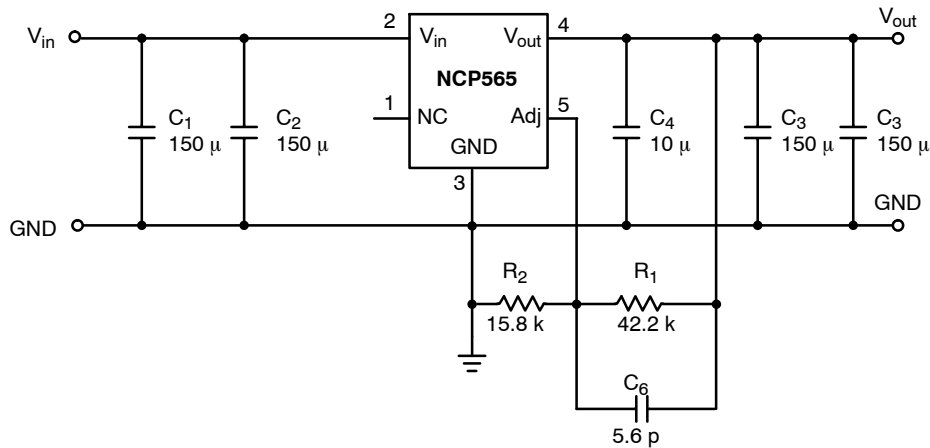 V_in
2
V_in
V_out
4
V_out
NCP565
1
NC
Adj
5
GND
3
C_1
150 μ
C_2
150 μ
C_4
10 μ
C_3
150 μ
C_3
150 μ
GND
GND
R_2
15.8 k
R_1
42.2 k
C_6
5.6 p